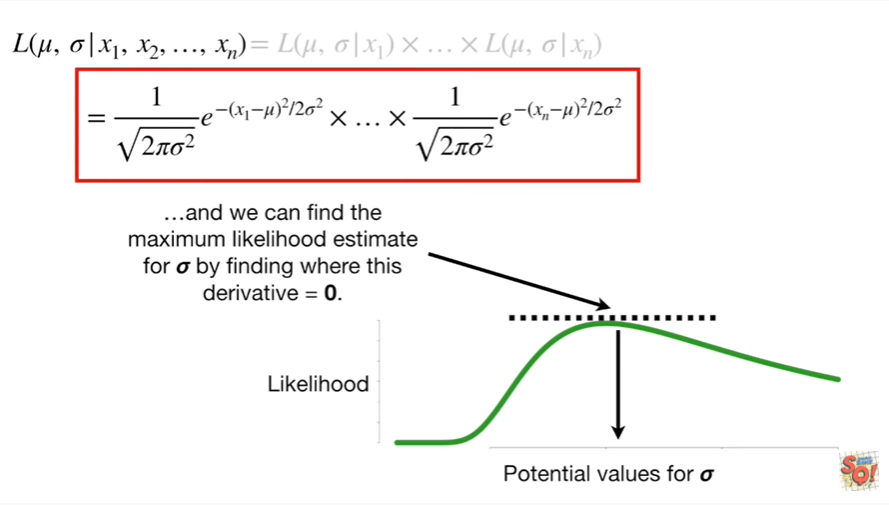 L(μ, σ|x₁, x₂, …, xₙ) = L(μ, σ|x₁) × … × L(μ, σ|xₙ)
= 1/√(2πσ²) e^(−(x₁−μ)²/2σ²) × … × 1/√(2πσ²) e^(−(xₙ−μ)²/2σ²)
…and we can find the
maximum likelihood estimate
for σ by finding where this
derivative = 0.
Likelihood
Potential values for σ
SQ!